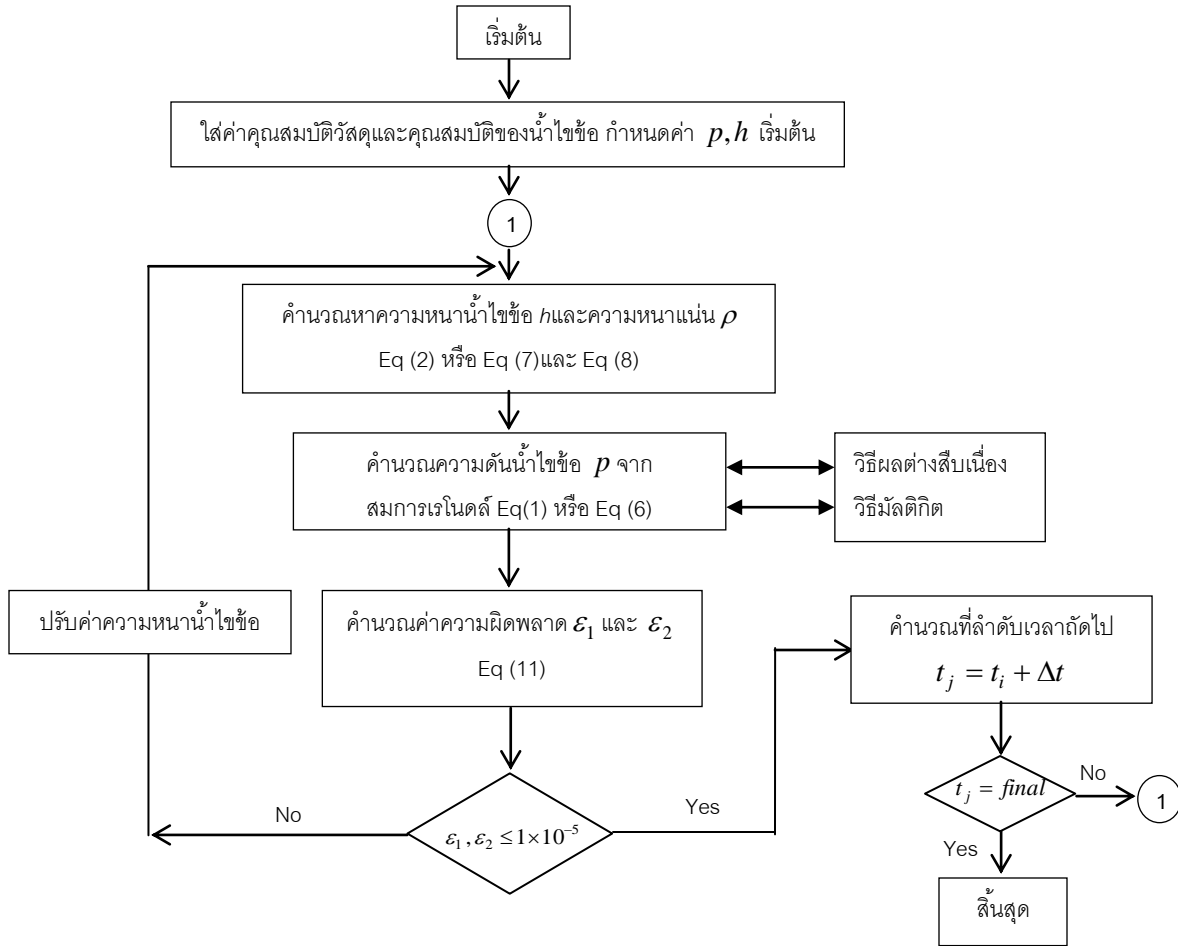 เริ่มต้น
ใส่ค่าคุณสมบัติวัสดุและคุณสมบัติของน้ำไขข้อ กำหนดค่า p,h เริ่มต้น
1
คำนวณหาความหนาน้ำไขข้อ hและความหนาแน่น ρ
Eq (2) หรือ Eq (7)และ Eq (8)
คำนวณความดันน้ำไขข้อ p จาก
สมการเรโนดล์ Eq(1) หรือ Eq (6)
วิธีผลต่างสืบเนื่อง
วิธีมัลติกิต
ปรับค่าความหนาน้ำไขข้อ
คำนวณค่าความผิดพลาด ε₁ และ ε₂
Eq (11)
คำนวณที่ลำดับเวลาถัดไป
t_j = t_i + Δt
No
ε₁,ε₂ ≤ 1×10⁻⁵
Yes
t_j = final
No
1
Yes
สิ้นสุด